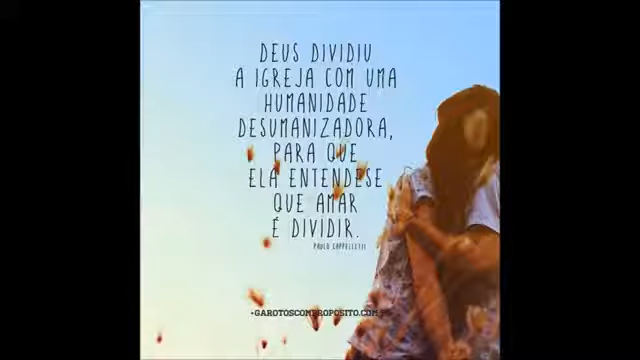 DEUS DIVIDIU
A IGREJA COM UMA
HUMANIDADE
DESUMANIZADORA,
PARA QUE
ELA ENTENDESE
QUE AMAR
É DIVIDIR.
PAULO CAPPELLETTI
•GAROTOSCOMPROPOSITO.COM•